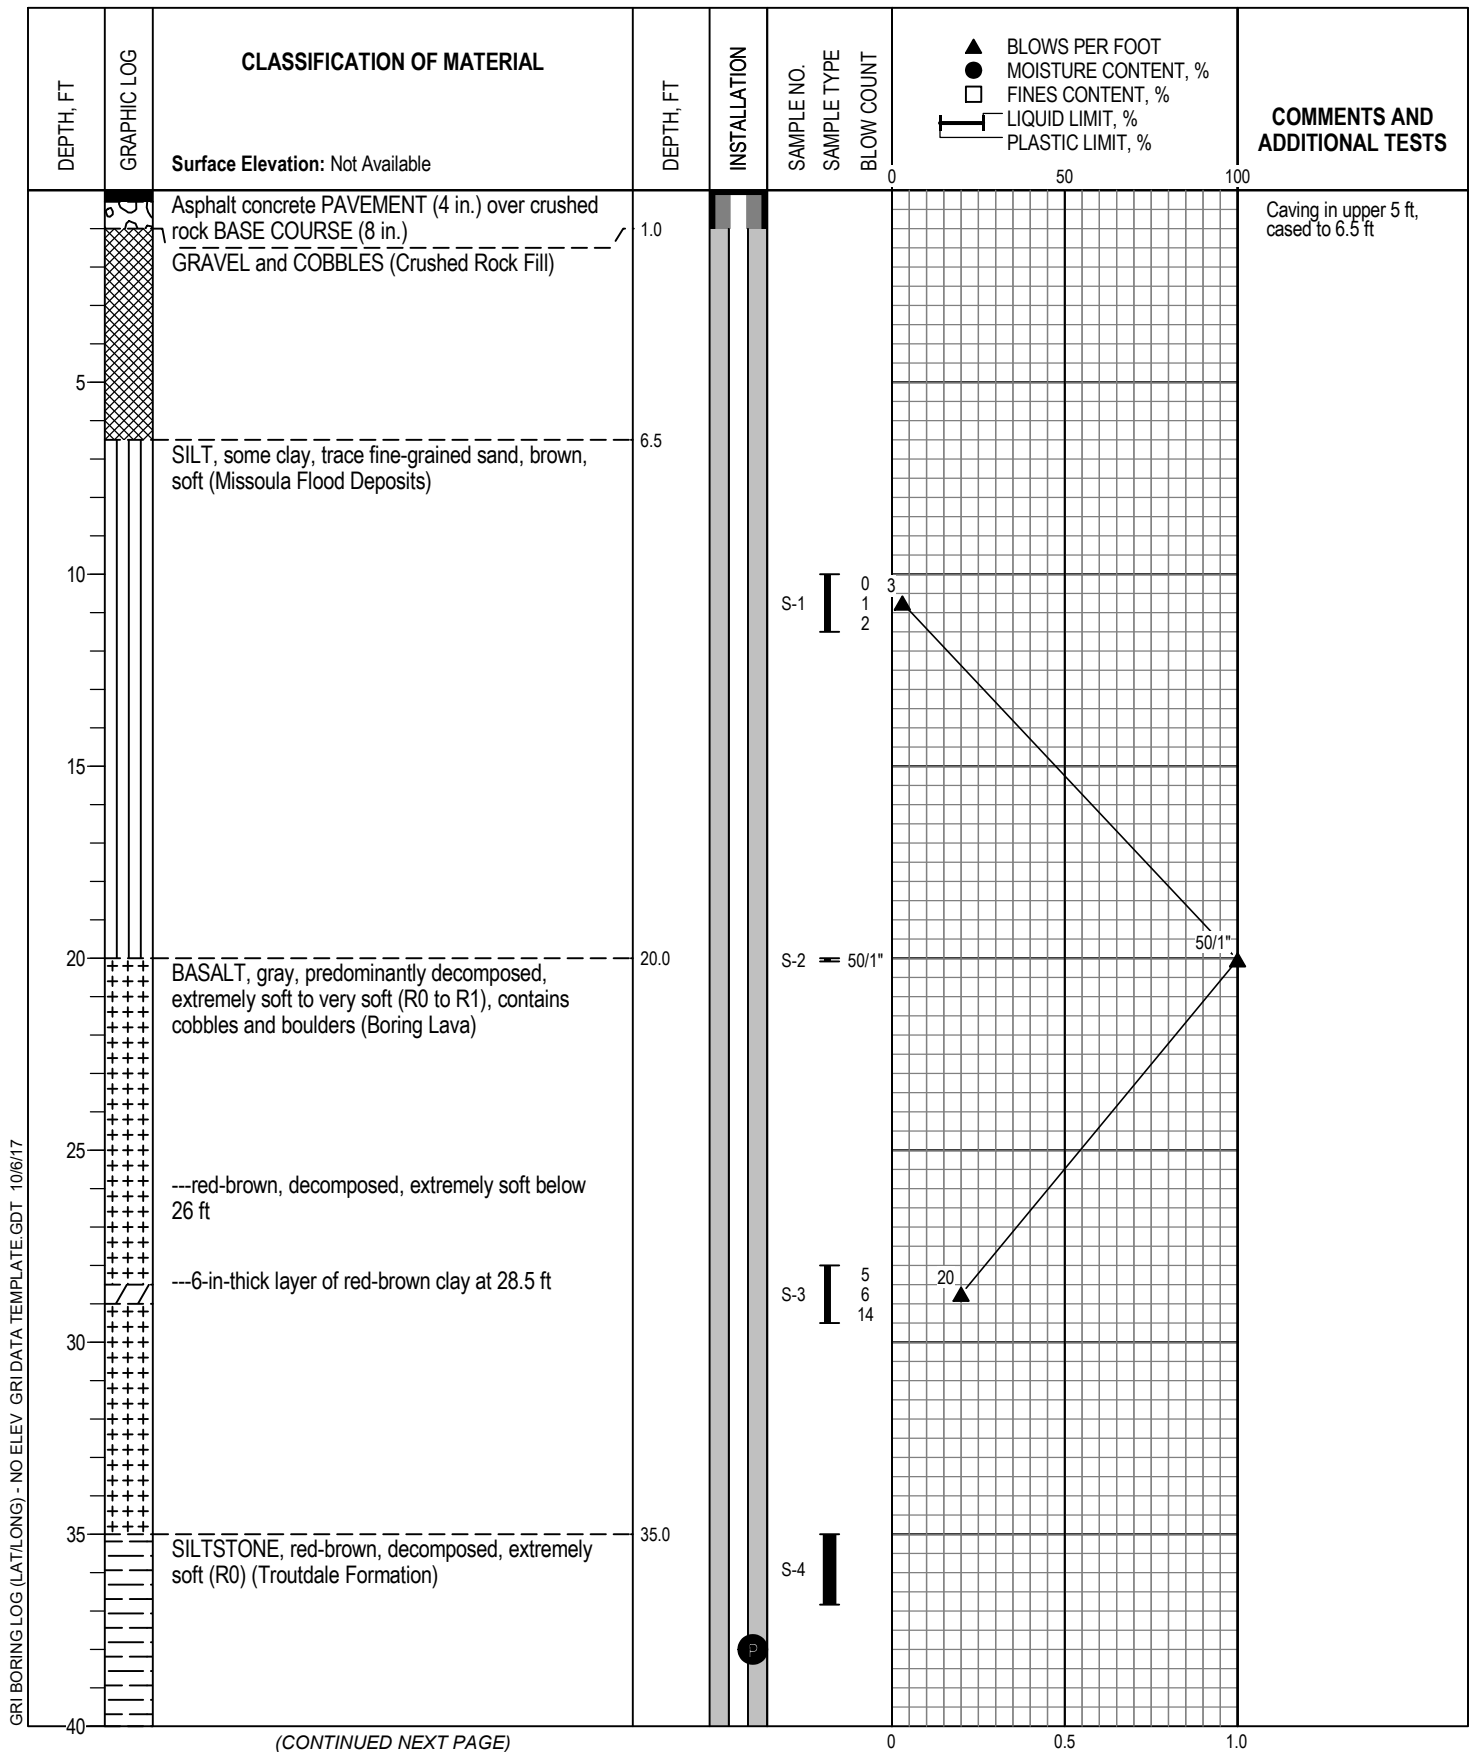 DEPTH, FT
GRAPHIC LOG
CLASSIFICATION OF MATERIAL
Surface Elevation: Not Available
DEPTH, FT
INSTALLATION
SAMPLE NO.
SAMPLE TYPE
BLOW COUNT
BLOWS PER FOOT
MOISTURE CONTENT, %
FINES CONTENT, %
LIQUID LIMIT, %
PLASTIC LIMIT, %
0 50 100
COMMENTS AND
ADDITIONAL TESTS
Asphalt concrete PAVEMENT (4 in.) over crushed
rock BASE COURSE (8 in.)
1.0
Caving in upper 5 ft,
cased to 6.5 ft
GRAVEL and COBBLES (Crushed Rock Fill)
5
6.5
SILT, some clay, trace fine-grained sand, brown,
soft (Missoula Flood Deposits)
10
S-1
0
1
2
3
15
20
20.0
S-2
50/1"
50/1"
BASALT, gray, predominantly decomposed,
extremely soft to very soft (R0 to R1), contains
cobbles and boulders (Boring Lava)
25
---red-brown, decomposed, extremely soft below
26 ft
---6-in-thick layer of red-brown clay at 28.5 ft
S-3
5
6
14
20
30
35
35.0
SILTSTONE, red-brown, decomposed, extremely
soft (R0) (Troutdale Formation)
S-4
P
40
(CONTINUED NEXT PAGE)
0 0.5 1.0
GRI BORING LOG (LAT/LONG) - NO ELEV GRI DATA TEMPLATE.GDT 10/6/17